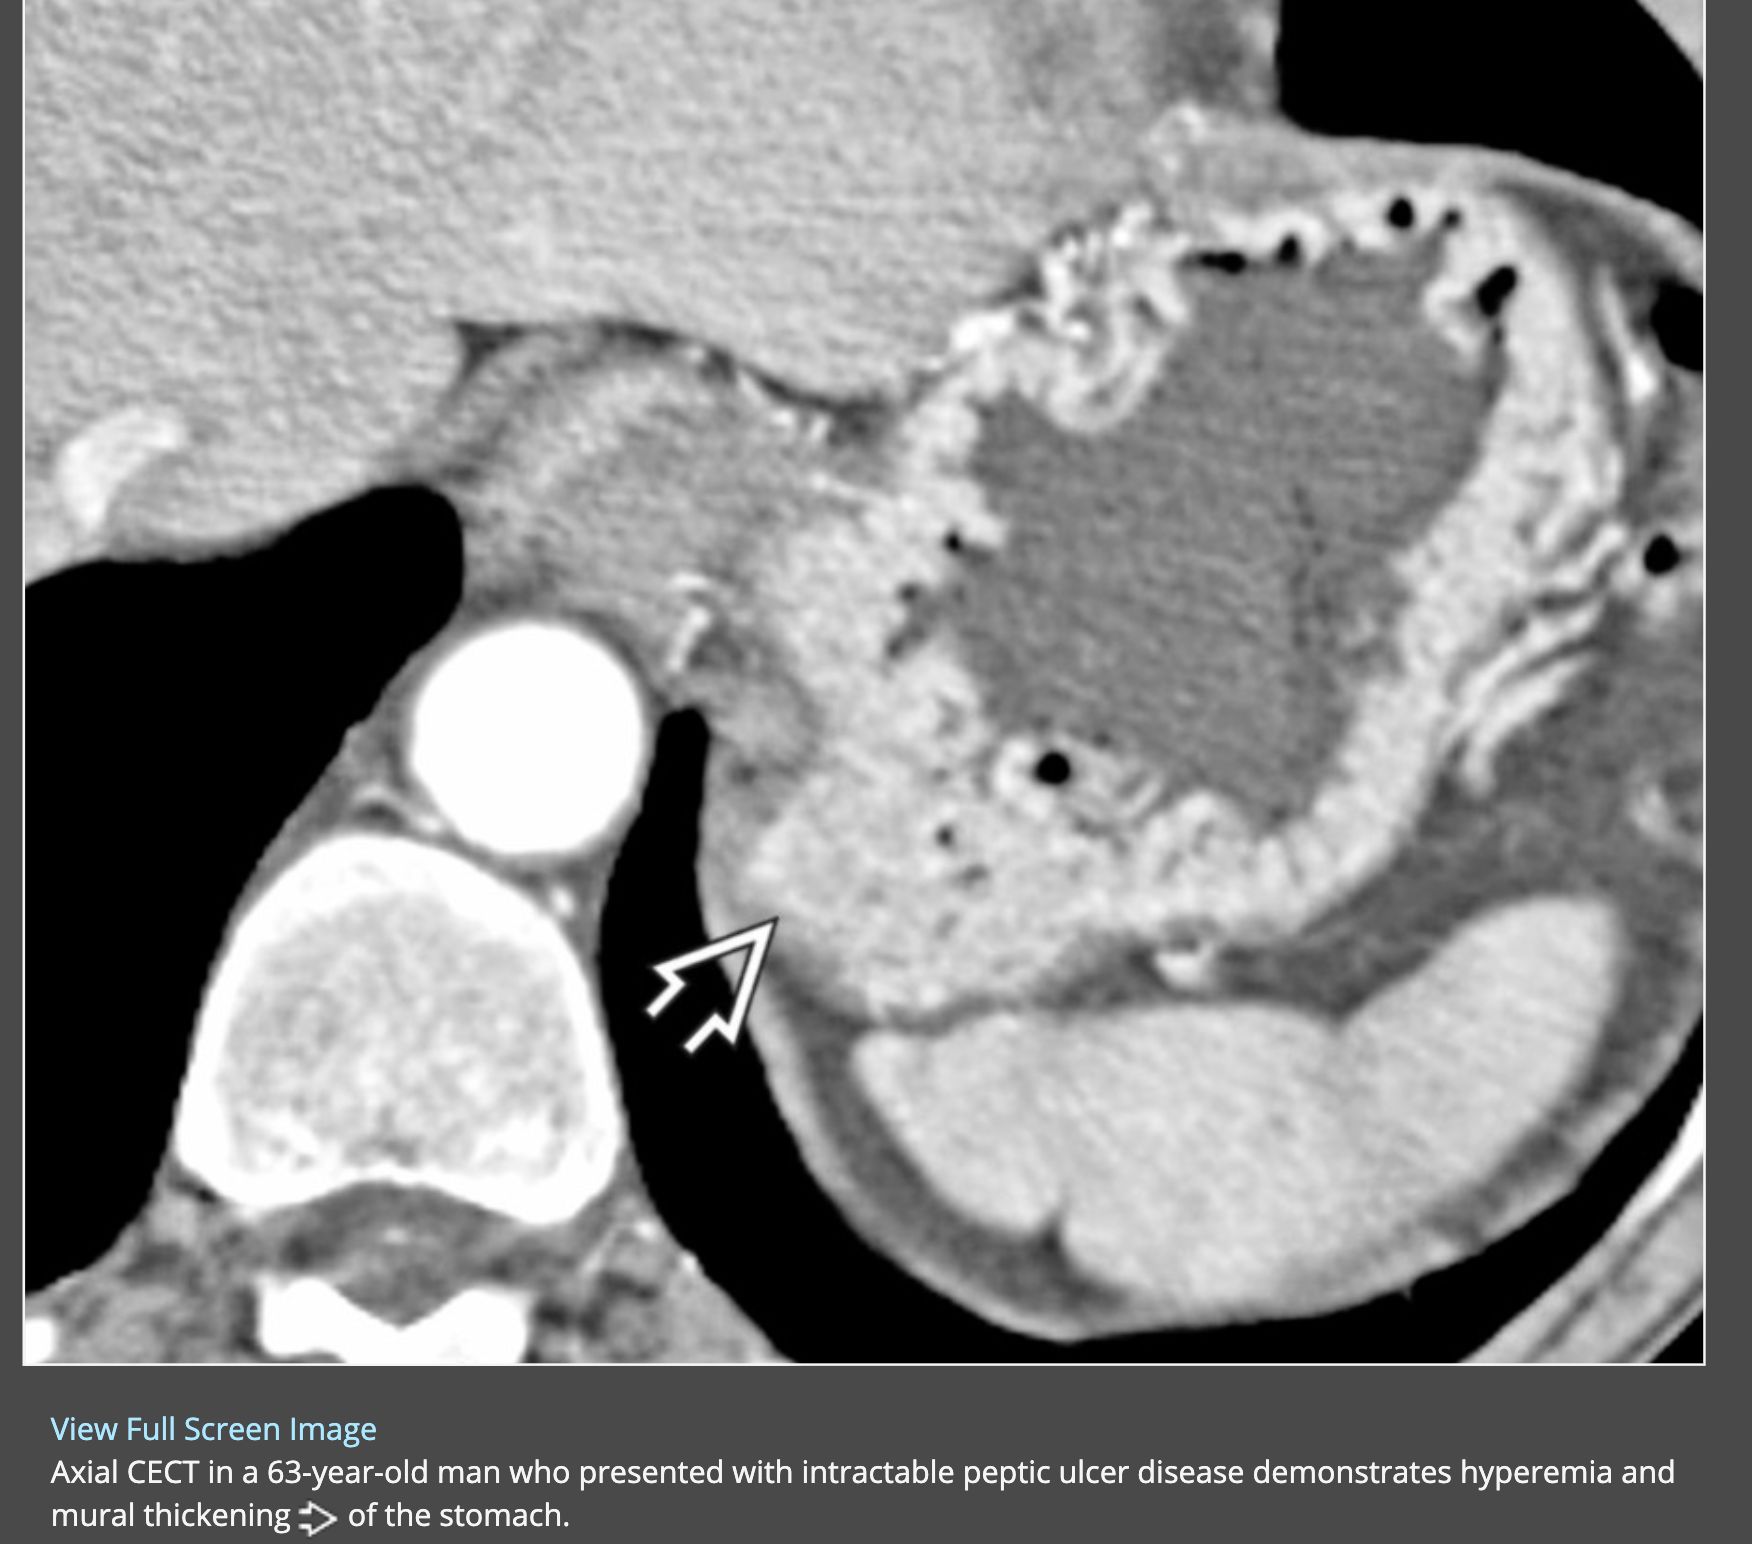 View Full Screen Image
Axial CECT in a 63-year-old man who presented with intractable peptic ulcer disease demonstrates hyperemia and
mural thickening of the stomach.